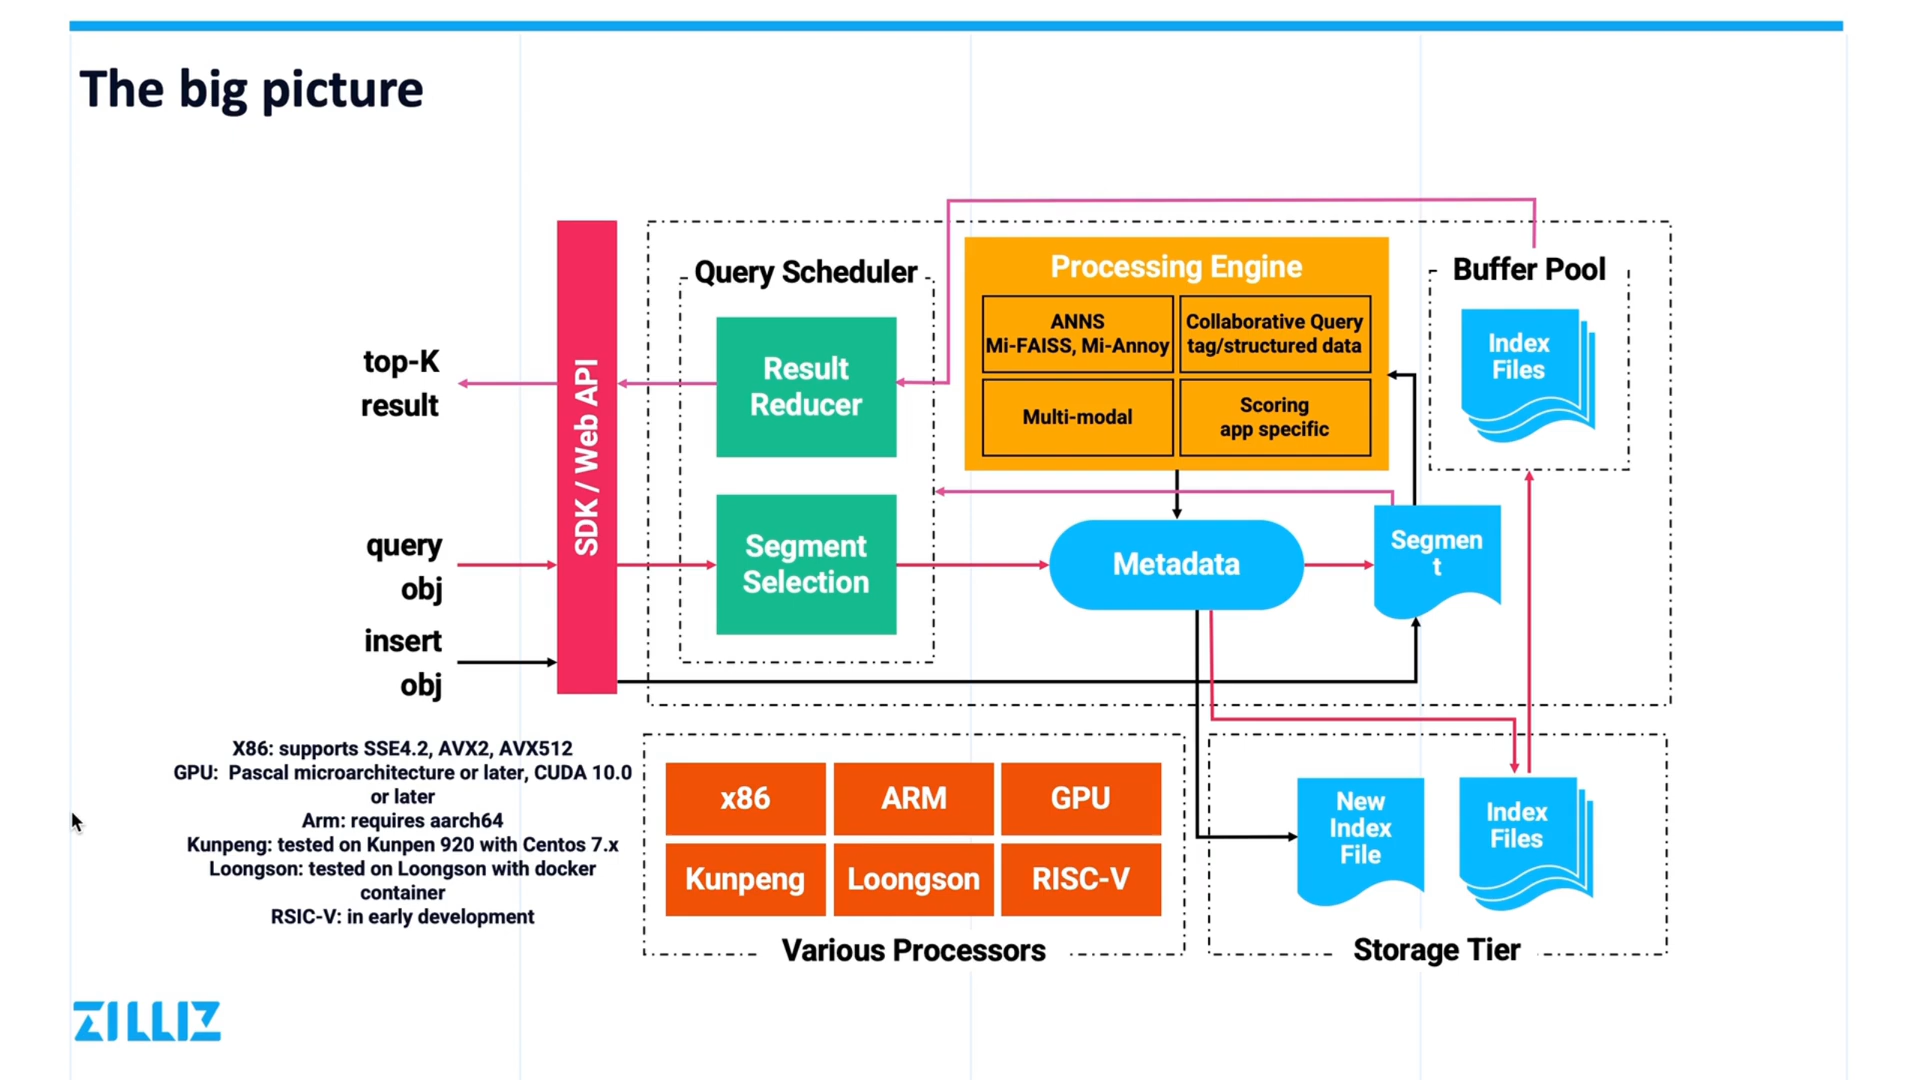 The big picture
top-K
result
query
obj
insert
obj
SDK / Web API
Query Scheduler
Result
Reducer
Segment
Selection
Processing Engine
ANNS
Mi-FAISS, Mi-Annoy
Collaborative Query
tag/structured data
Multi-modal
Scoring
app specific
Metadata
Segmen
t
Buffer Pool
Index
Files
X86: supports SSE4.2, AVX2, AVX512
GPU: Pascal microarchitecture or later, CUDA 10.0
or later
Arm: requires aarch64
Kunpeng: tested on Kunpen 920 with Centos 7.x
Loongson: tested on Loongson with docker
container
RSIC-V: in early development
x86
ARM
GPU
Kunpeng
Loongson
RISC-V
Various Processors
New
Index
File
Index
Files
Storage Tier
ZILLIZ